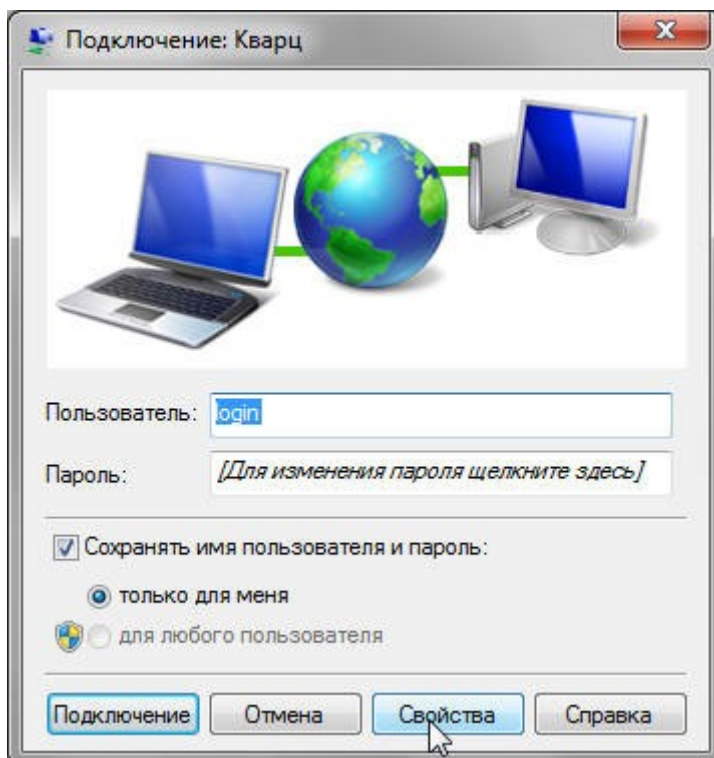 Подключение: Кварц
Пользователь: login
Пароль: [Для изменения пароля щелкните здесь]
Сохранять имя пользователя и пароль:
только для меня
для любого пользователя
Подключение Отмена Свойства Справка